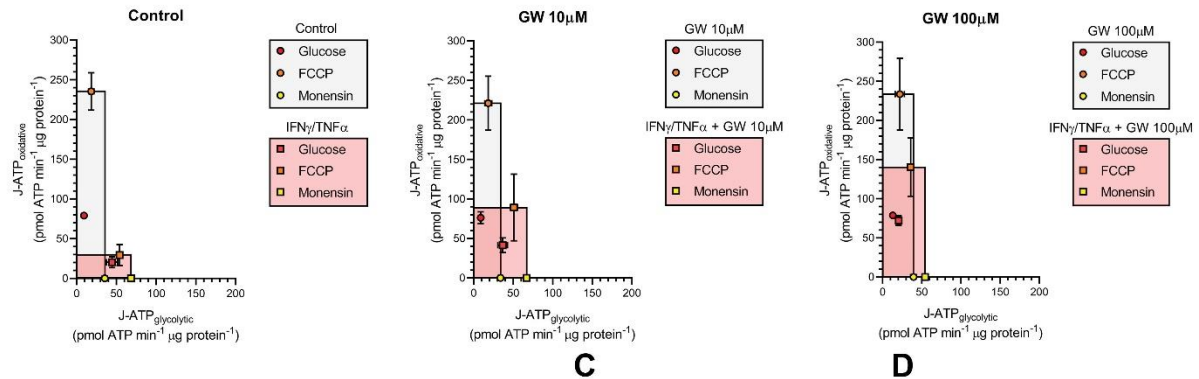 Control
J-ATPoxidative
(pmol ATP min⁻¹ µg protein⁻¹)
300
250
200
150
100
50
0
0 50 100 150 200
J-ATPglycolytic
(pmol ATP min⁻¹ µg protein⁻¹)
Control
Glucose
FCCP
Monensin
IFNγ/TNFα
Glucose
FCCP
Monensin
GW 10µM
J-ATPoxidative
(pmol ATP min⁻¹ µg protein⁻¹)
300
250
200
150
100
50
0
0 50 100 150 200
J-ATPglycolytic
(pmol ATP min⁻¹ µg protein⁻¹)
GW 10µM
Glucose
FCCP
Monensin
IFNγ/TNFα + GW 10µM
Glucose
FCCP
Monensin
GW 100µM
J-ATPoxidative
(pmol ATP min⁻¹ µg protein⁻¹)
300
250
200
150
100
50
0
0 50 100 150 200
J-ATPglycolytic
(pmol ATP min⁻¹ µg protein⁻¹)
GW 100µM
Glucose
FCCP
Monensin
IFNγ/TNFα + GW 100µM
Glucose
FCCP
Monensin
C
D